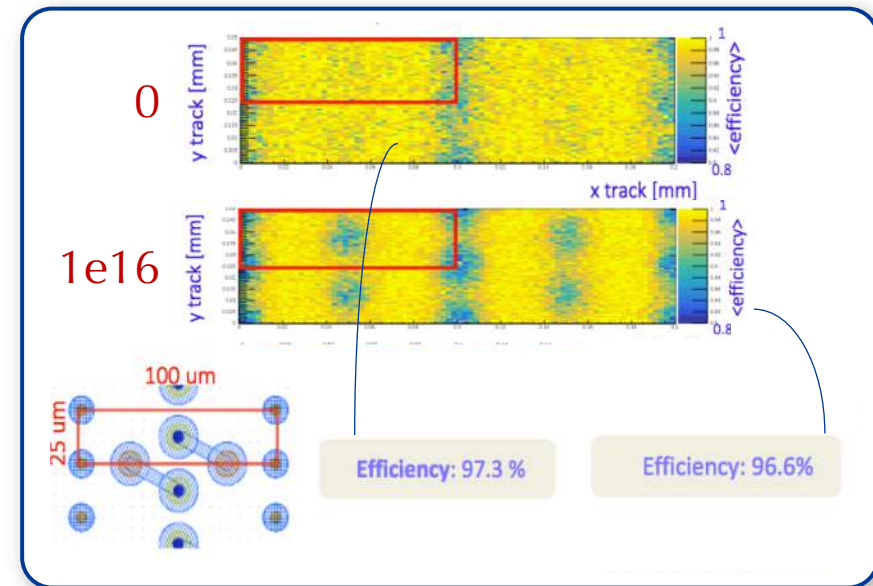 0
y track [mm]
1
<efficiency>
0.8
x track [mm]
1e16
y track [mm]
1
<efficiency>
0.8
100 um
25 um
Efficiency: 97.3 %
Efficiency: 96.6%